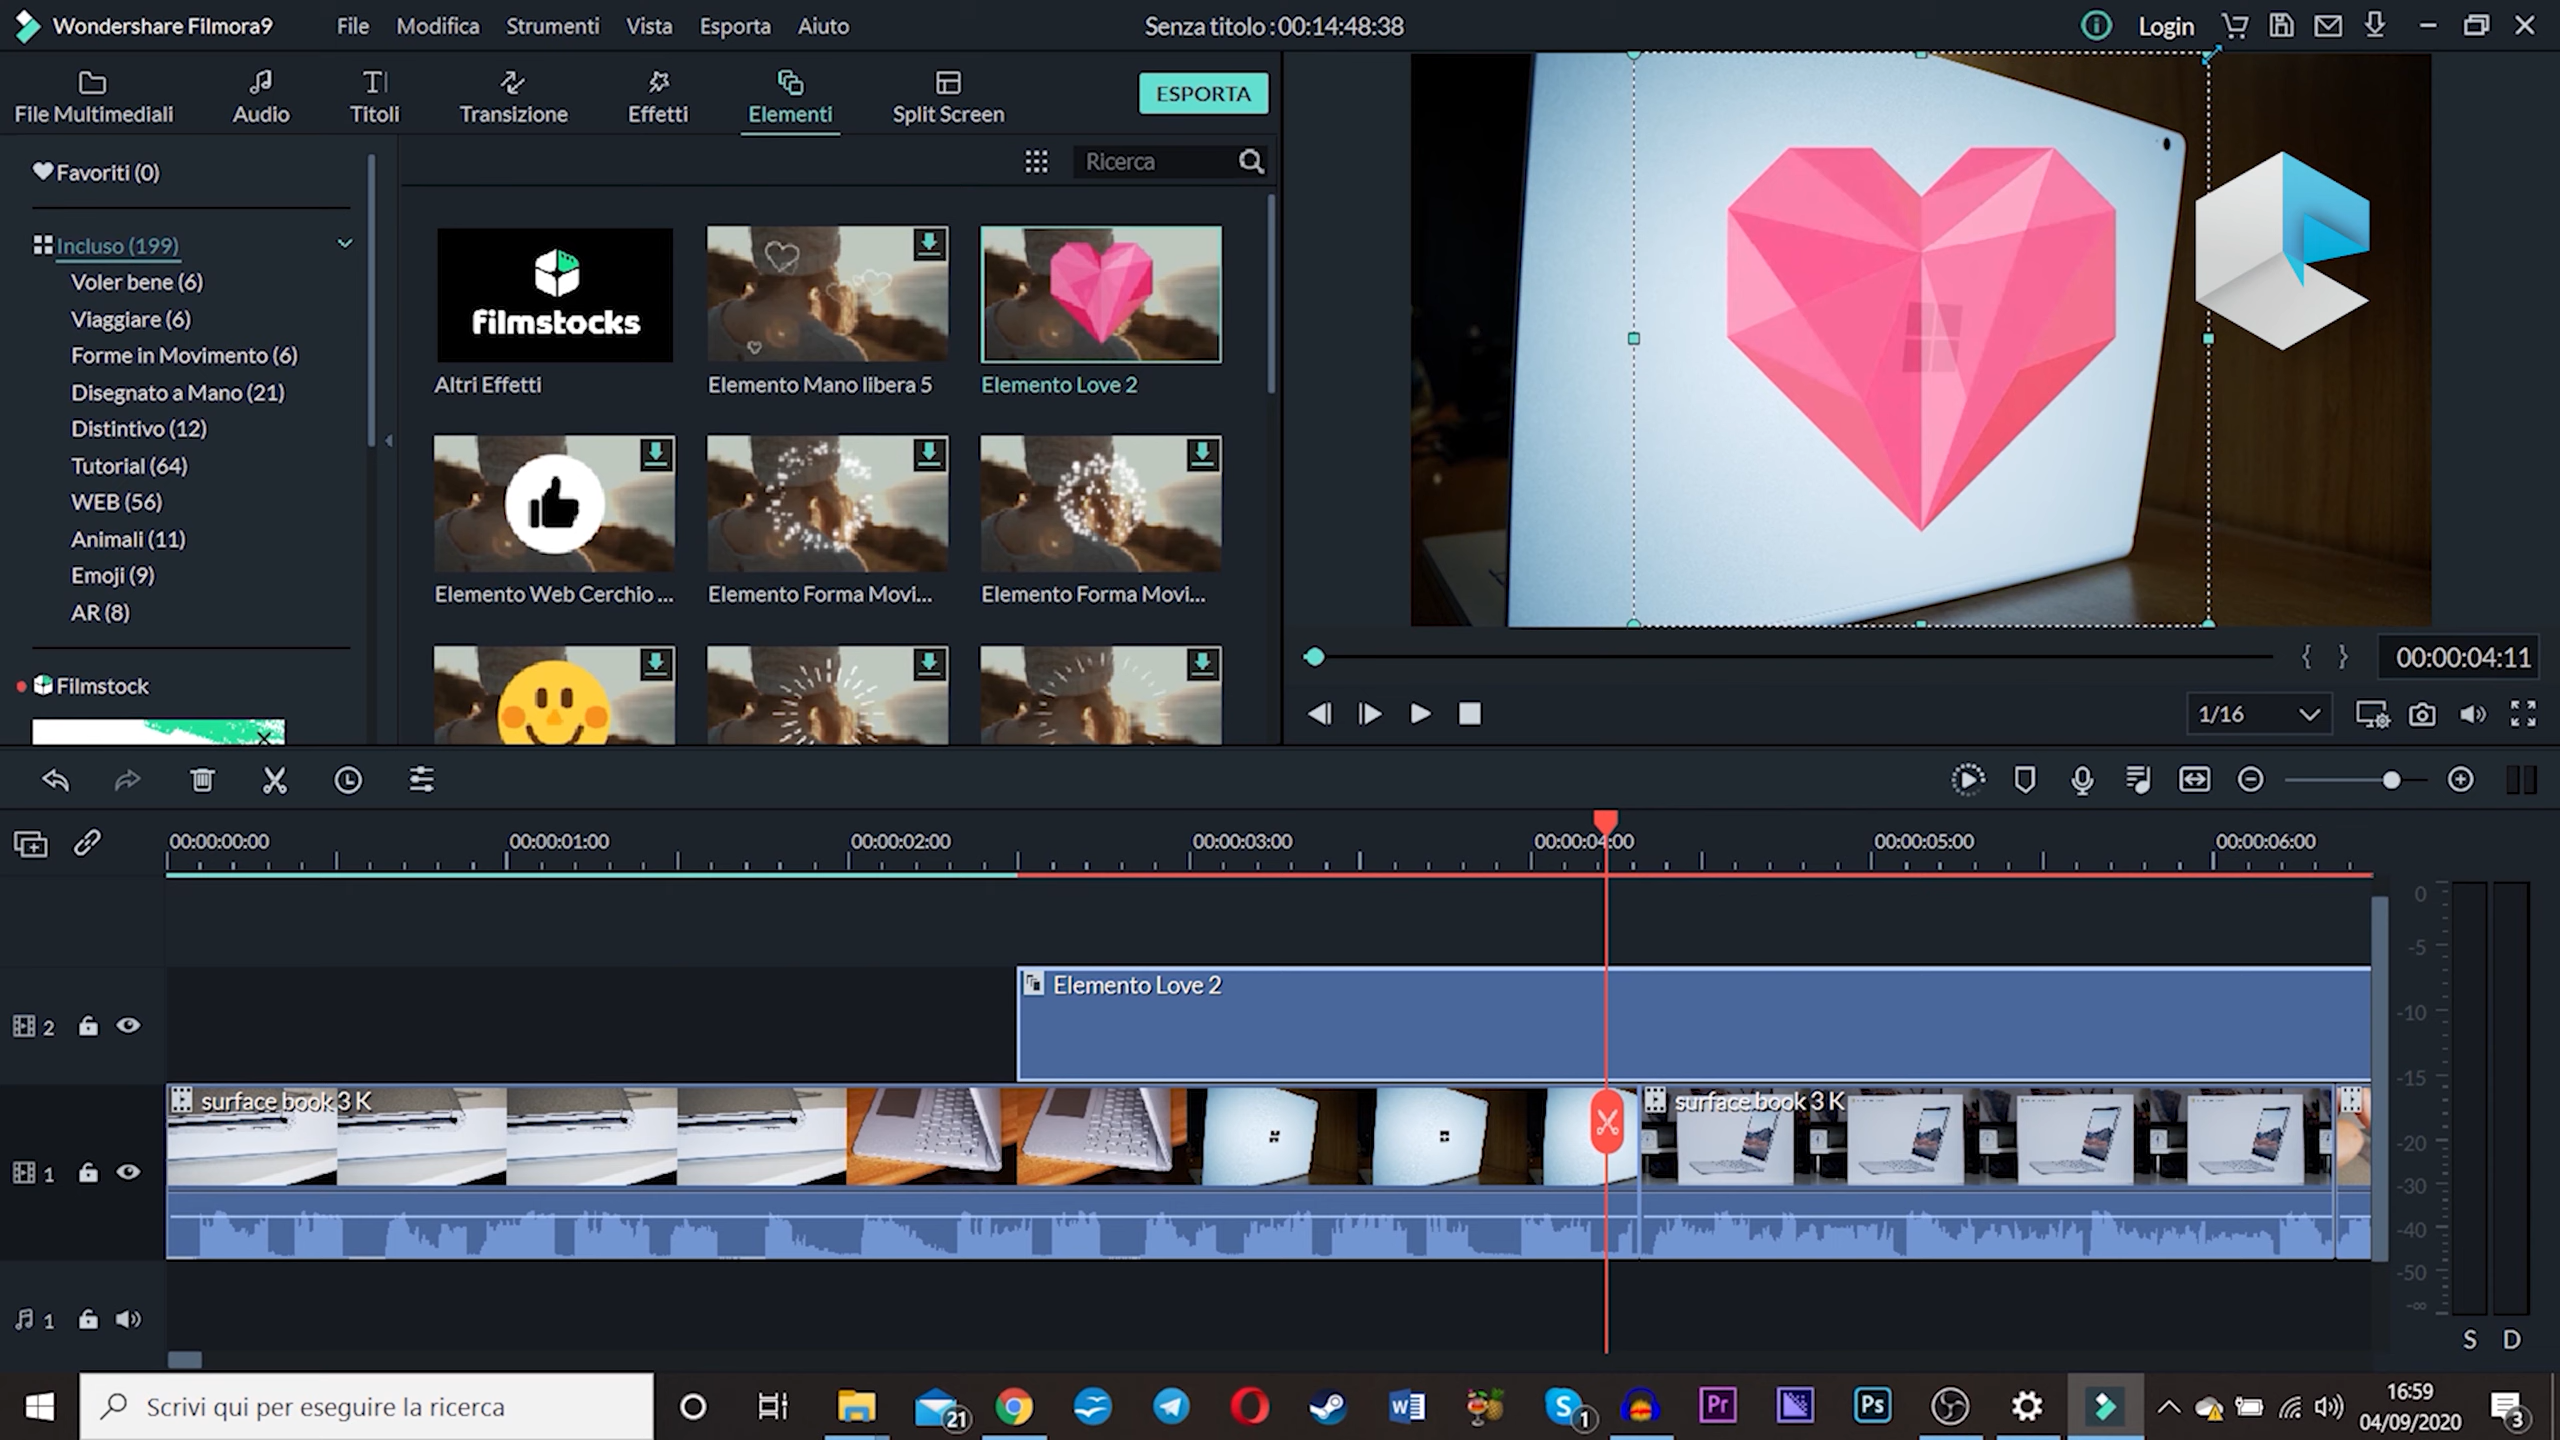 Wondershare Filmora9
File Modifica Strumenti Vista Esporta Aiuto
Senza titolo : 00:14:48:38
Login
File Multimediali
Audio
Titoli
Transizione
Effetti
Elementi
Split Screen
ESPORTA
Favoriti (0)
Incluso (199)
Voler bene (6)
Viaggiare (6)
Forme in Movimento (6)
Disegnato a Mano (21)
Distintivo (12)
Tutorial (64)
WEB (56)
Animali (11)
Emoji (9)
AR (8)
Filmstock
Ricerca
filmstocks
Altri Effetti
Elemento Mano libera 5
Elemento Love 2
Elemento Web Cerchio ...
Elemento Forma Movi...
Elemento Forma Movi...
{ }
00:00:04:11
1/16
00:00:00:00
00:00:01:00
00:00:02:00
00:00:03:00
00:00:04:00
00:00:05:00
00:00:06:00
2
Elemento Love 2
1
surface book 3 K
surface book 3 K
1
0
-5
-10
-15
-20
-30
-40
-50
-∞
S D
Scrivi qui per eseguire la ricerca
21
S
1
Pr
Ps
16:59
04/09/2020
3